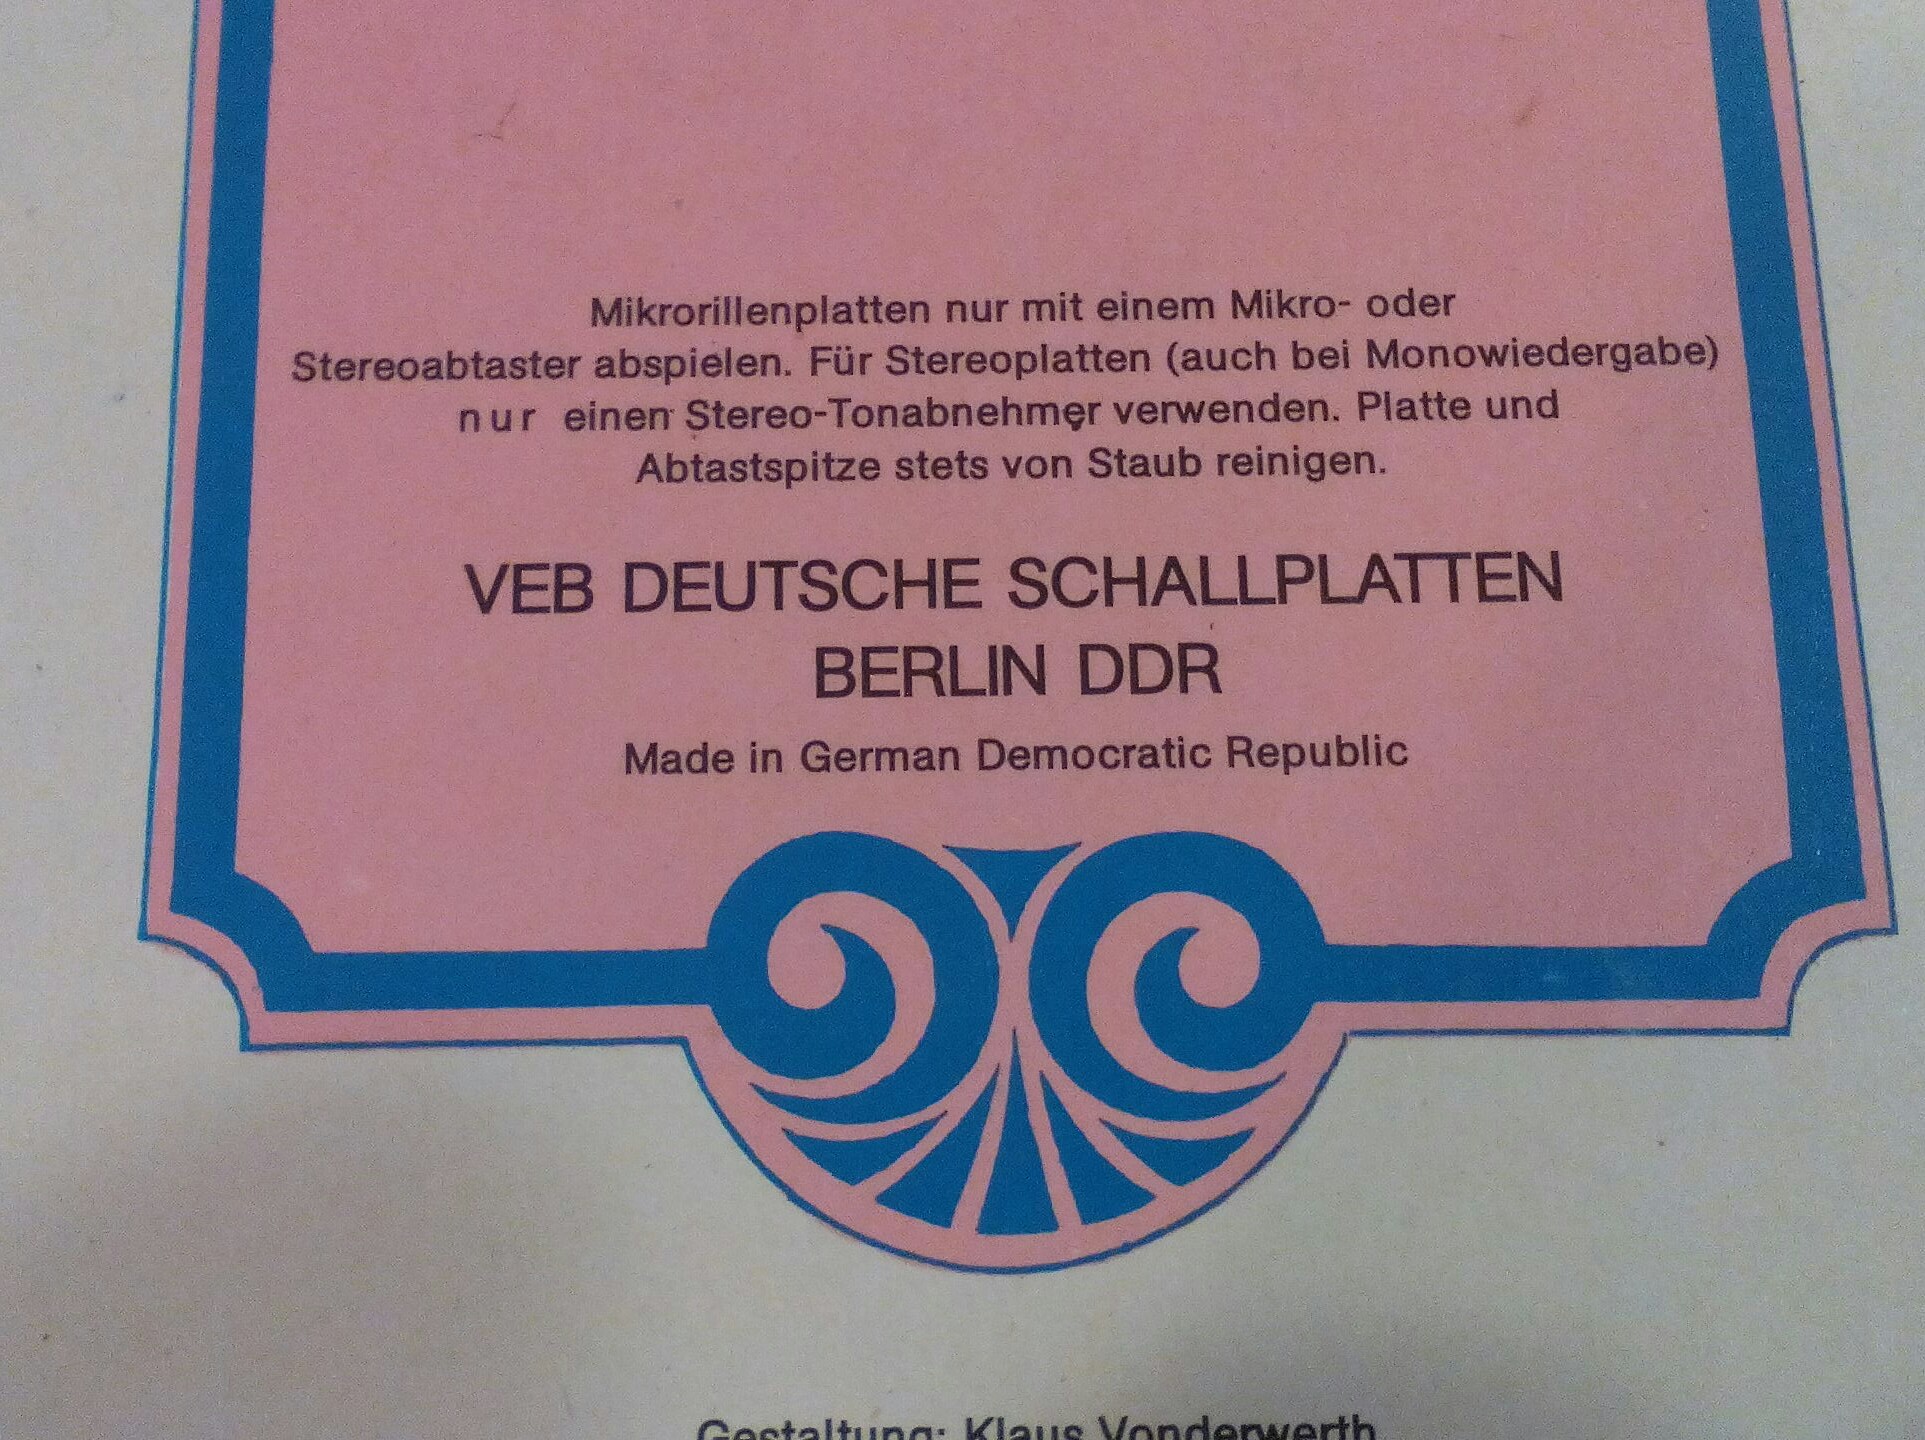 Mikrorillenplatten nur mit einem Mikro- oder
Stereoabtaster abspielen. Für Stereoplatten (auch bei Monowiedergabe)
nur einen Stereo-Tonabnehmer verwenden. Platte und
Abtastspitze stets von Staub reinigen.
VEB DEUTSCHE SCHALLPLATTEN
BERLIN DDR
Made in German Democratic Republic
Gestaltung: Klaus Vonderwerth